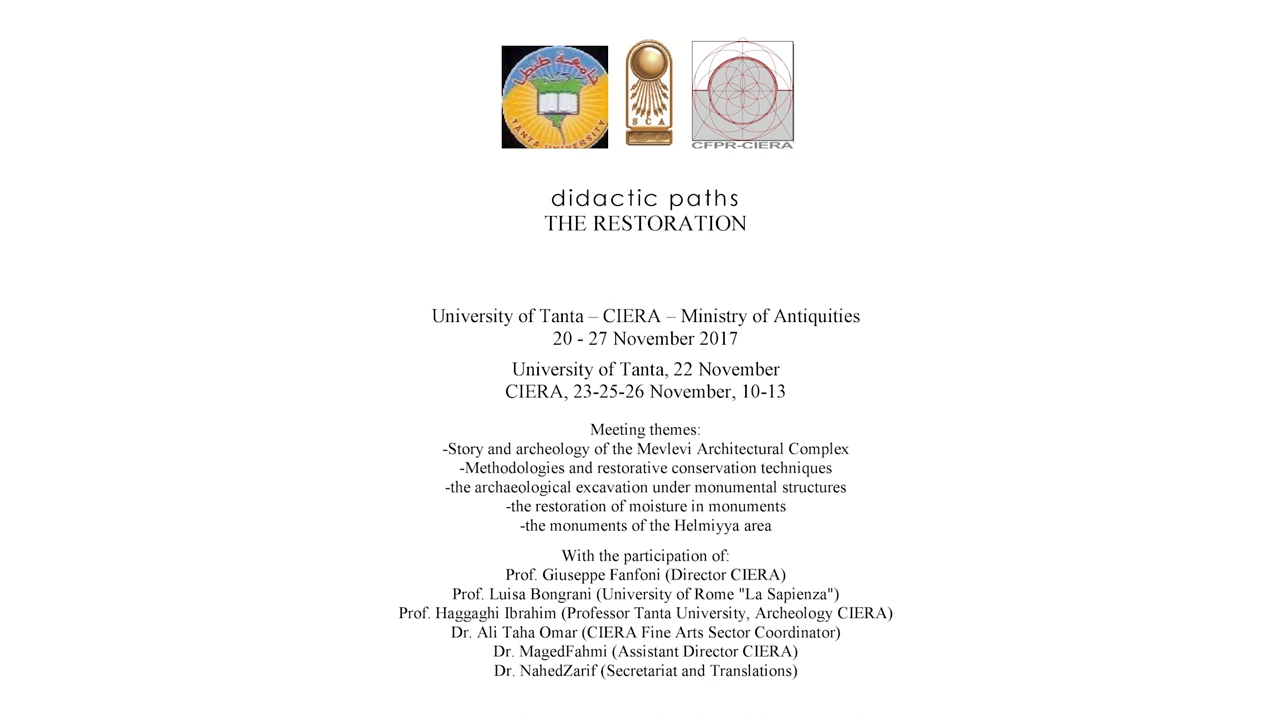 جامعة طنطا
TANTA UNIVERSITY
S C A
CFPR-CIERA
didactic paths
THE RESTORATION
University of Tanta – CIERA – Ministry of Antiquities
20 - 27 November 2017
University of Tanta, 22 November
CIERA, 23-25-26 November, 10-13
Meeting themes:
-Story and archeology of the Mevlevi Architectural Complex
-Methodologies and restorative conservation techniques
-the archaeological excavation under monumental structures
-the restoration of moisture in monuments
-the monuments of the Helmiyya area
With the participation of:
Prof. Giuseppe Fanfoni (Director CIERA)
Prof. Luisa Bongrani (University of Rome "La Sapienza")
Prof. Haggaghi Ibrahim (Professor Tanta University, Archeology CIERA)
Dr. Ali Taha Omar (CIERA Fine Arts Sector Coordinator)
Dr. MagedFahmi (Assistant Director CIERA)
Dr. NahedZarif (Secretariat and Translations)